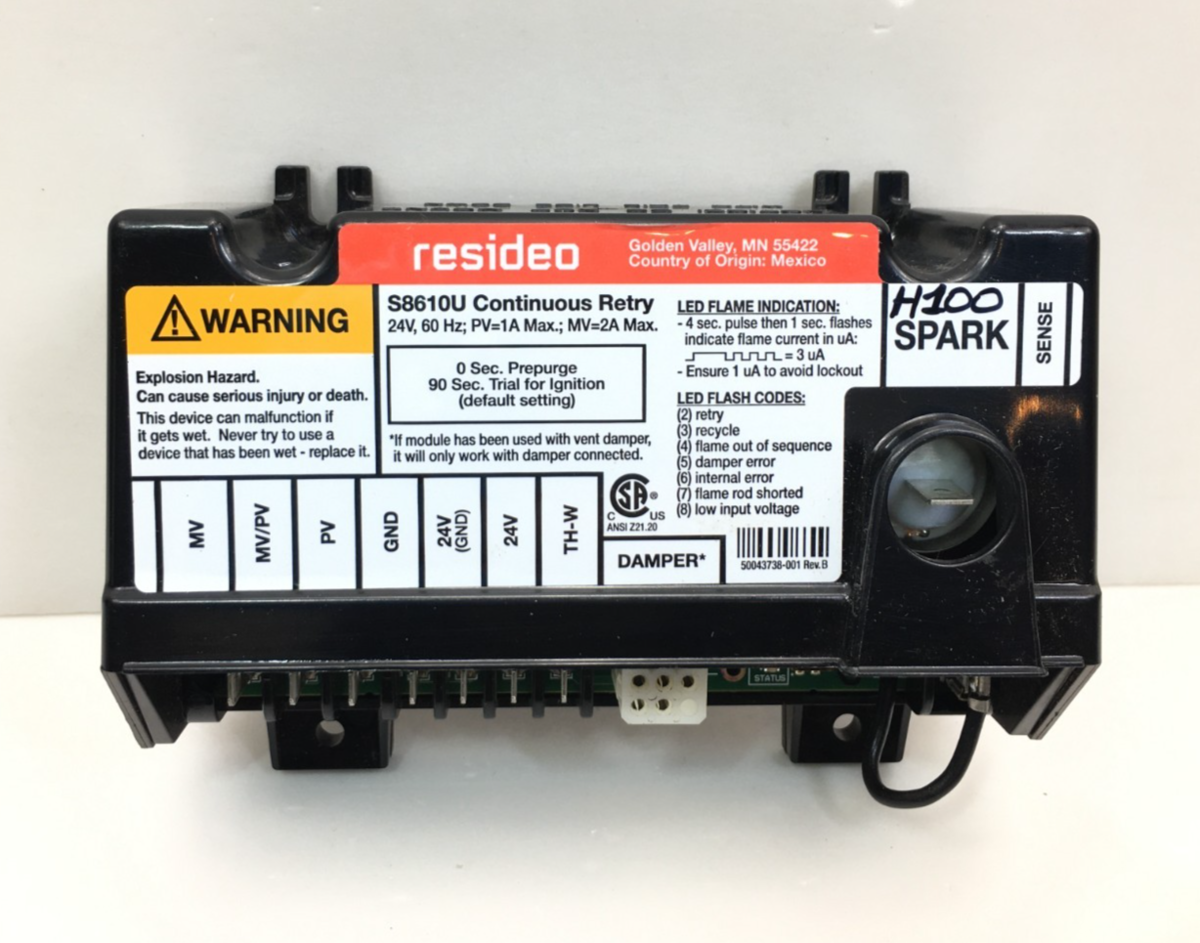 resideo
Golden Valley, MN 55422
Country of Origin: Mexico
WARNING
Explosion Hazard.
Can cause serious injury or death.
This device can malfunction if
it gets wet. Never try to use a
device that has been wet - replace it.
S8610U Continuous Retry
24V, 60 Hz; PV=1A Max.; MV=2A Max.
0 Sec. Prepurge
90 Sec. Trial for Ignition
(default setting)
*If module has been used with vent damper,
it will only work with damper connected.
LED FLAME INDICATION:
- 4 sec. pulse then 1 sec. flashes
indicate flame current in uA:
= 3 uA
- Ensure 1 uA to avoid lockout
LED FLASH CODES:
(2) retry
(3) recycle
(4) flame out of sequence
(5) damper error
(6) internal error
(7) flame rod shorted
(8) low input voltage
H100
SPARK
SENSE
MV
MV/PV
PV
GND
24V
(GND)
24V
TH-W
SA®
C US
ANSI Z21.20
DAMPER*
50043738-001 Rev.B
STATUS